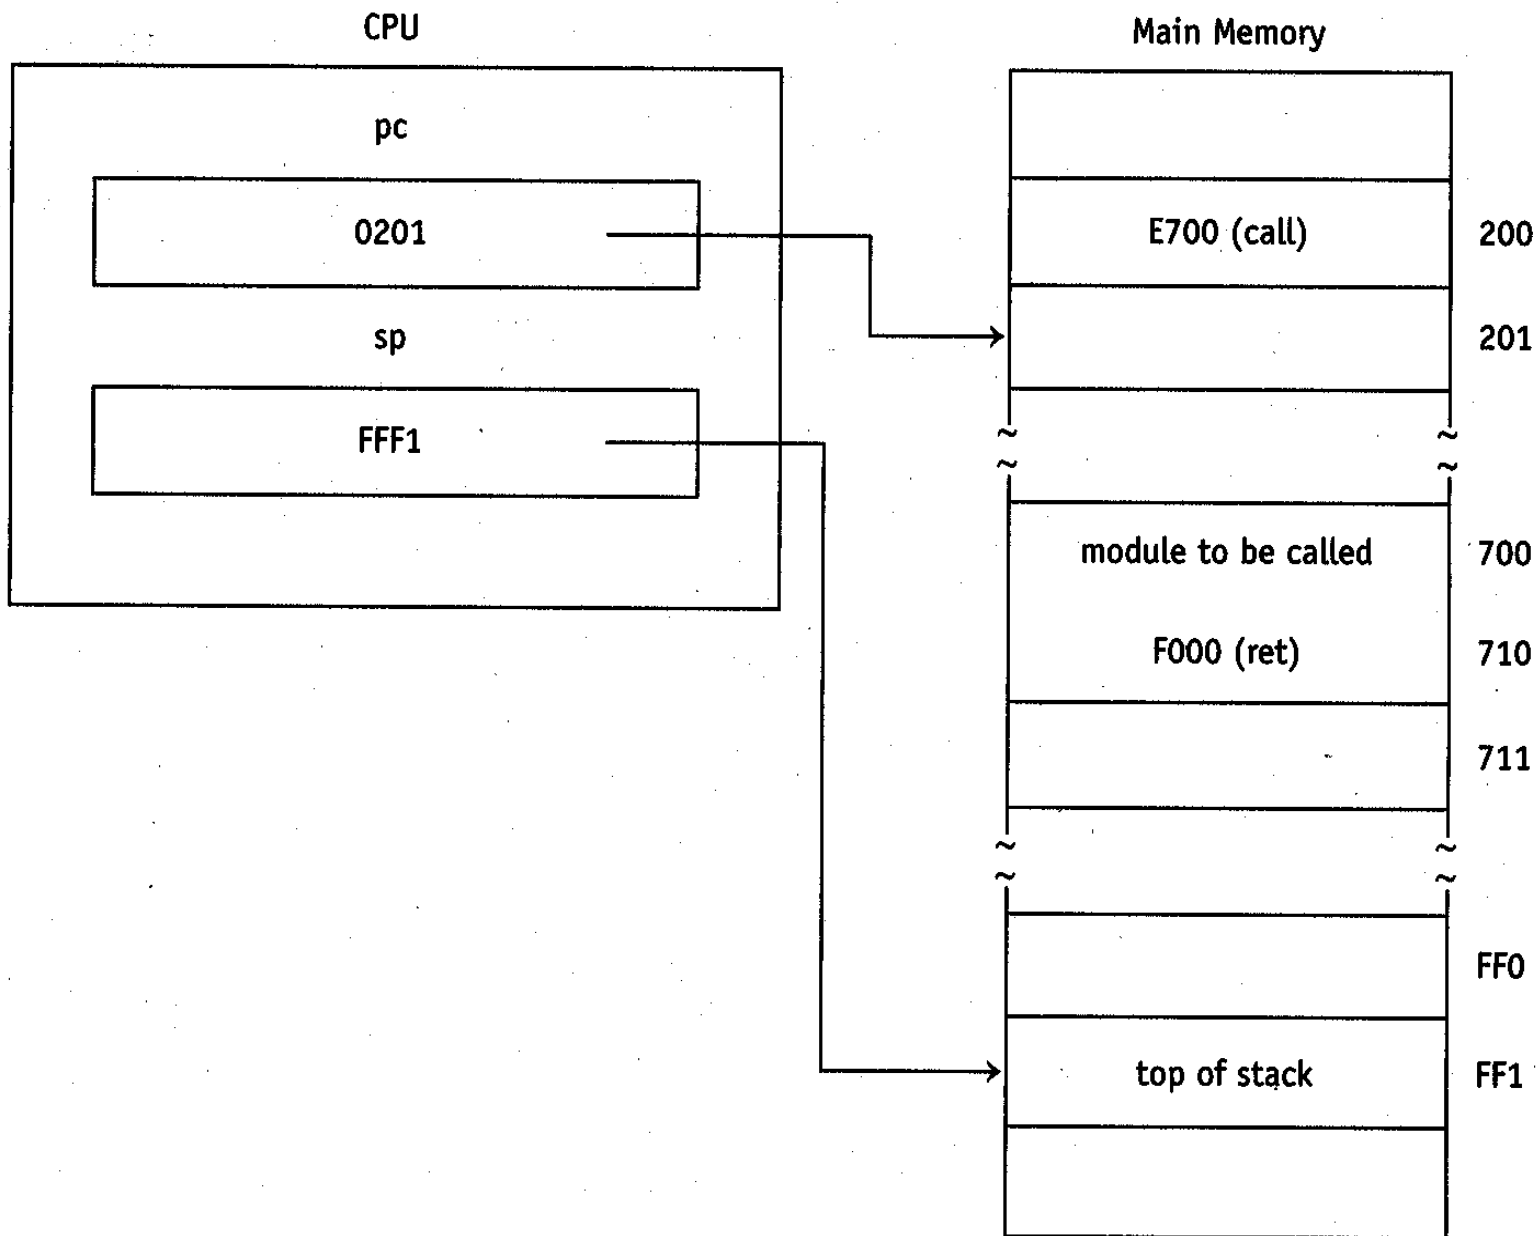 CPU
pc
0201
sp
FFF1
Main Memory
E700 (call)
200
201
module to be called
700
F000 (ret)
710
711
FF0
top of stack
FF1